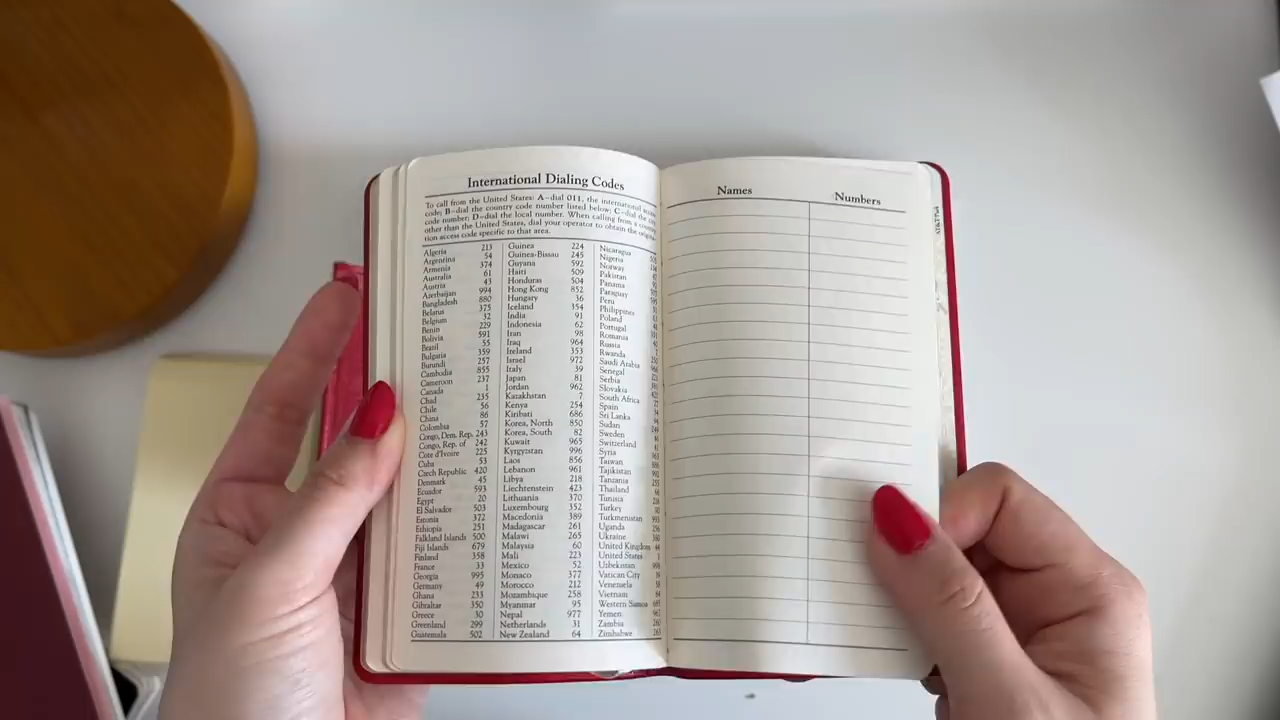 International Dialing Codes
To call from the United States: A–dial 011, the international access
code; B–dial the country code number listed below; C–dial the city
code number; D–dial the local number. When calling from a country
other than the United States, dial your operator to obtain the
tion access code specific to that area.
Algeria 213
Argentina 54
Armenia 374
Australia 61
Austria 43
Azerbaijan 994
Bangladesh 880
Belarus 375
Belgium 32
Benin 229
Bolivia 591
Brazil 55
Bulgaria 359
Burundi 257
Cambodia 855
Cameroon 237
Canada 1
Chad 235
Chile 56
China 86
Colombia 57
Congo, Dem. Rep. 243
Congo, Rep. of 242
Cote d'Ivoire 225
Cuba 53
Czech Republic 420
Denmark 45
Ecuador 593
Egypt 20
El Salvador 503
Estonia 372
Ethiopia 251
Falkland Islands 500
Fiji Islands 679
Finland 358
France 33
Georgia 995
Germany 49
Ghana 233
Gibraltar 350
Greece 30
Greenland 299
Guatemala 502
Guinea 224
Guinea-Bissau 245
Guyana 592
Haiti 509
Honduras 504
Hong Kong 852
Hungary 36
Iceland 354
India 91
Indonesia 62
Iran 98
Iraq 964
Ireland 353
Israel 972
Italy 39
Japan 81
Jordan 962
Kazakhstan 7
Kenya 254
Kiribati 686
Korea, North 850
Korea, South 82
Kuwait 965
Kyrgyzstan 996
Laos 856
Lebanon 961
Libya 218
Liechtenstein 423
Lithuania 370
Luxembourg 352
Macedonia 389
Madagascar 261
Malawi 265
Malaysia 60
Mali 223
Mexico 52
Monaco 377
Morocco 212
Mozambique 258
Myanmar 95
Nepal 977
Netherlands 31
New Zealand 64
Nicaragua
Nigeria
Norway
Pakistan
Panama
Paraguay
Peru
Philippines
Poland
Portugal
Romania
Russia
Rwanda
Saudi Arabia
Senegal
Serbia
Slovakia
South Africa
Spain
Sri Lanka
Sudan
Sweden
Switzerland
Syria
Taiwan
Tajikistan
Tanzania
Thailand
Tunisia
Turkey
Turkmenistan
Uganda
Ukraine
United Kingdom
United States
Uzbekistan
Vatican City
Venezuela
Vietnam
Western Samoa
Yemen
Zambia
Zimbabwe
Names Numbers